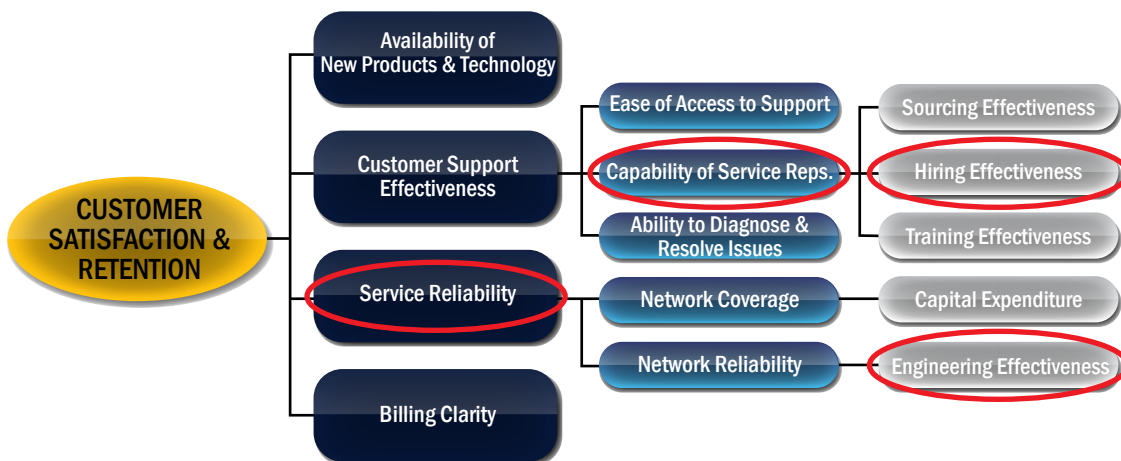 CUSTOMER
SATISFACTION &
RETENTION
Availability of
New Products & Technology
Customer Support
Effectiveness
Service Reliability
Billing Clarity
Ease of Access to Support
Capability of Service Reps.
Ability to Diagnose &
Resolve Issues
Network Coverage
Network Reliability
Sourcing Effectiveness
Hiring Effectiveness
Training Effectiveness
Capital Expenditure
Engineering Effectiveness